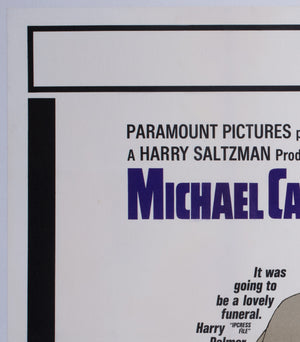 PARAMOUNT PICTURES p
A HARRY SALTZMAN Prod
MICHAEL CA
It was
going to
be a lovely
funeral.
Harry "IPCRESS
FILE"
Palmer